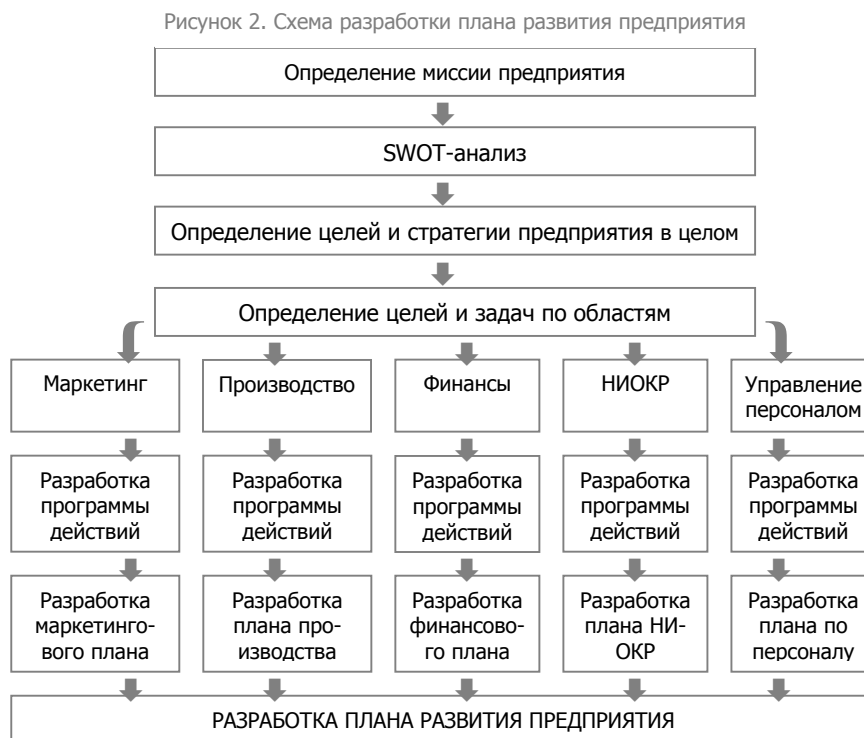 Рисунок 2. Схема разработки плана развития предприятия
Определение миссии предприятия
SWOT-анализ
Определение целей и стратегии предприятия в целом
Определение целей и задач по областям
Маркетинг
Производство
Финансы
НИОКР
Управление
персоналом
Разработка
программы
действий
Разработка
программы
действий
Разработка
программы
действий
Разработка
программы
действий
Разработка
программы
действий
Разработка
маркетинго-
вого плана
Разработка
плана про-
изводства
Разработка
финансово-
го плана
Разработка
плана НИ-
ОКР
Разработка
плана по
персоналу
РАЗРАБОТКА ПЛАНА РАЗВИТИЯ ПРЕДПРИЯТИЯ